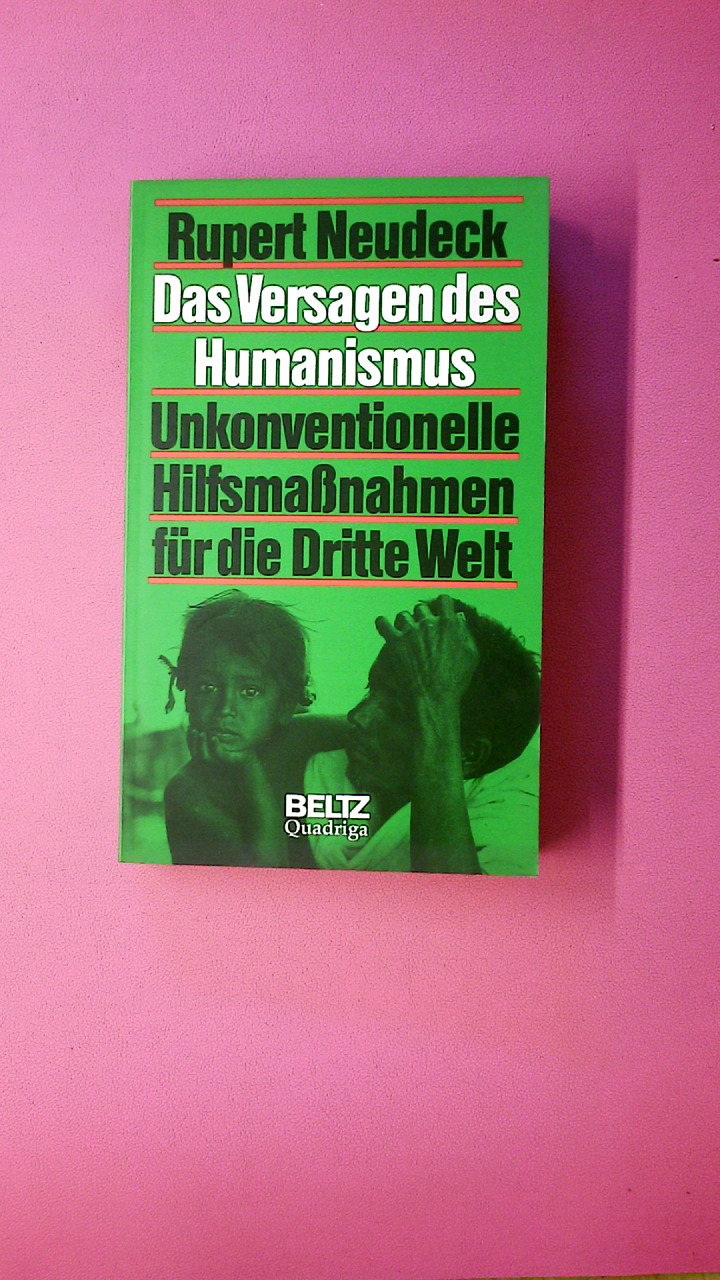 Rupert Neudeck
Das Versagen des
Humanismus
Unkonventionelle
Hilfsmaßnahmen
für die Dritte Welt
BELTZ
Quadriga